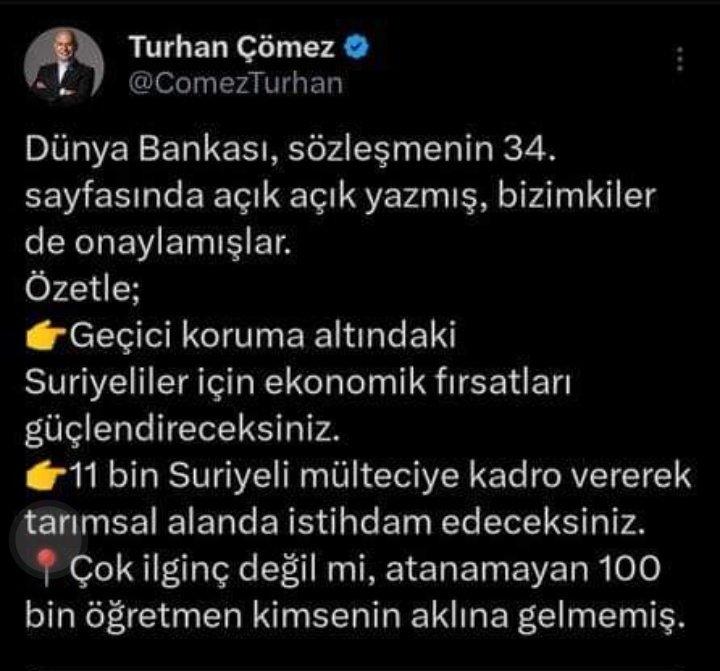 Turhan Çömez
@ComezTurhan
Dünya Bankası, sözleşmenin 34.
sayfasında açık açık yazmış, bizimkiler
de onaylamışlar.
Özetle;
👉Geçici koruma altındaki
Suriyeliler için ekonomik fırsatları
güçlendireceksiniz.
👉11 bin Suriyeli mülteciye kadro vererek
tarımsal alanda istihdam edeceksiniz.
📍Çok ilginç değil mi, atanamayan 100
bin öğretmen kimsenin aklına gelmemiş.